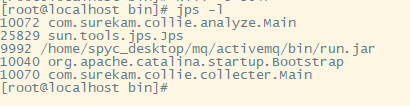 [root@localhost bin]# jps -l
10072 com.surekam.collie.analyze.Main
25829 sun.tools.jps.Jps
9992 /home/spyc_desktop/mq/activemq/bin/run.jar
10040 org.apache.catalina.startup.Bootstrap
10070 com.surekam.collie.collecter.Main
[root@localhost bin]#